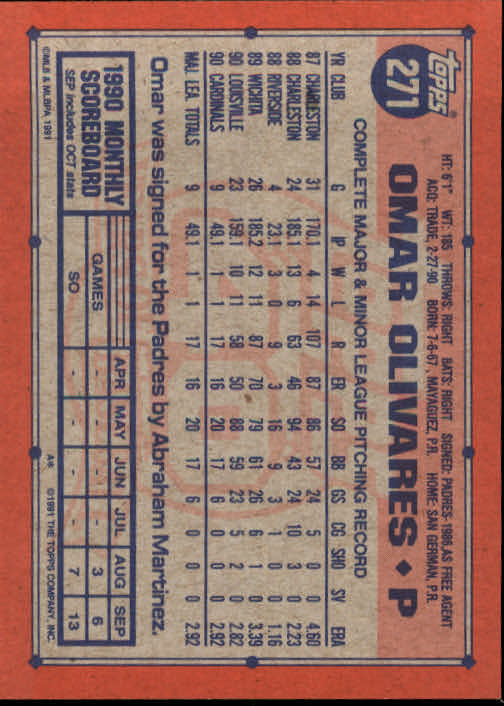 TOPPS
271
OMAR OLIVARES • P
HT: 6'1" WT: 185 THROWS: RIGHT BATS: RIGHT SIGNED: PADRES-1986, AS FREE AGENT
ACQ: TRADE, 2-27-90 BORN: 7-6-67, MAYAGUEZ, P.R. HOME: SAN GERMAN, P.R.
COMPLETE MAJOR & MINOR LEAGUE PITCHING RECORD
YR CLUB G IP W L R ER SO BB GS CG SHO SV ERA
87 CHARLESTON 31 170.1 4 14 107 87 86 57 24 5 0 0 4.60
88 CHARLESTON 24 185.1 13 6 63 46 94 43 24 10 3 0 2.23
88 RIVERSIDE 4 23.1 3 0 9 3 16 9 3 1 0 0 1.16
89 WICHITA 26 185.2 12 11 87 70 79 61 26 6 1 0 3.39
90 LOUISVILLE 23 159.1 10 11 58 50 88 59 23 5 2 0 2.82
90 CARDINALS 9 49.1 1 1 17 16 20 17 6 0 0 0 2.92
MAJ. LEA. TOTALS 9 49.1 1 1 17 16 20 17 6 0 0 0 2.92
Omar was signed for the Padres by Abraham Martinez.
1990 MONTHLY
SCOREBOARD
SEP includes OCT stats
APR MAY JUN JUL AUG SEP
GAMES - - - - 3 6
SO - - - - 7 13
©MLB & MLBPA 1991
A* ©1991 THE TOPPS COMPANY, INC.